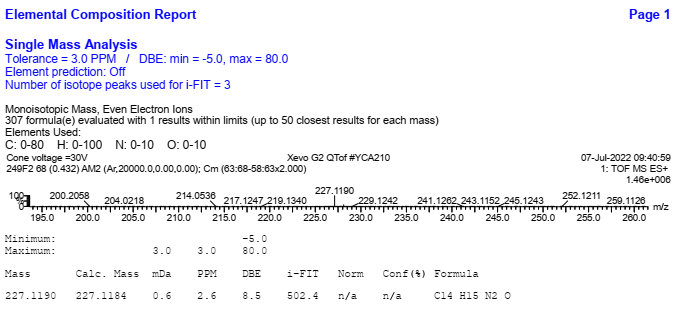 Elemental Composition Report Page 1
Single Mass Analysis
Tolerance = 3.0 PPM / DBE: min = -5.0, max = 80.0
Element prediction: Off
Number of isotope peaks used for i-FIT = 3
Monoisotopic Mass, Even Electron Ions
307 formula(e) evaluated with 1 results within limits (up to 50 closest results for each mass)
Elements Used:
C: 0-80 H: 0-100 N: 0-10 O: 0-10
Cone voltage =30V Xevo G2 QTof #YCA210 07-Jul-2022 09:40:59
249F2 68 (0.432) AM2 (Ar,20000.0,0.00,0.00); Cm (63:68-58:63x2.000) 1: TOF MS ES+
1.46e+006
227.1190
100 200.2058 204.0218 214.0536 217.1247 219.1340 229.1242 241.1262 243.1152 245.1243 252.1211 259.1126
%
0 m/z
195.0 200.0 205.0 210.0 215.0 220.0 225.0 230.0 235.0 240.0 245.0 250.0 255.0 260.0
Minimum: -5.0
Maximum: 3.0 3.0 80.0
Mass Calc. Mass mDa PPM DBE i-FIT Norm Conf(%) Formula
227.1190 227.1184 0.6 2.6 8.5 502.4 n/a n/a C14 H15 N2 O